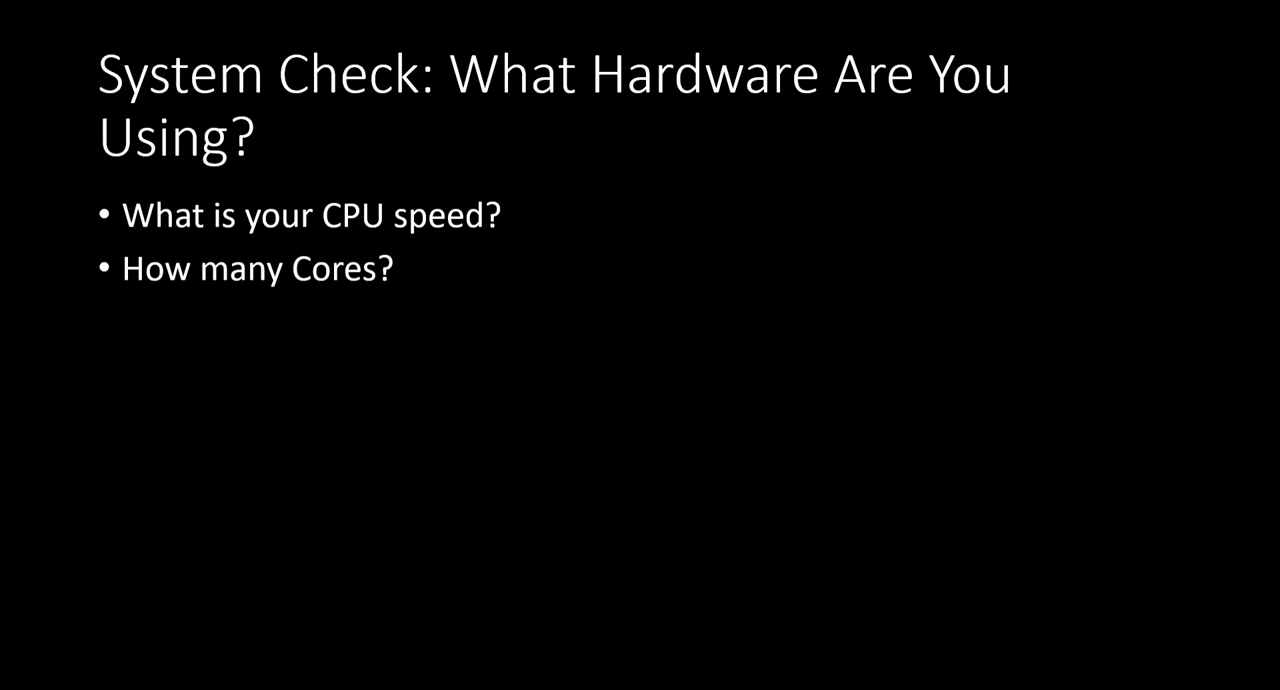 System Check: What Hardware Are You
Using?
• What is your CPU speed?
• How many Cores?